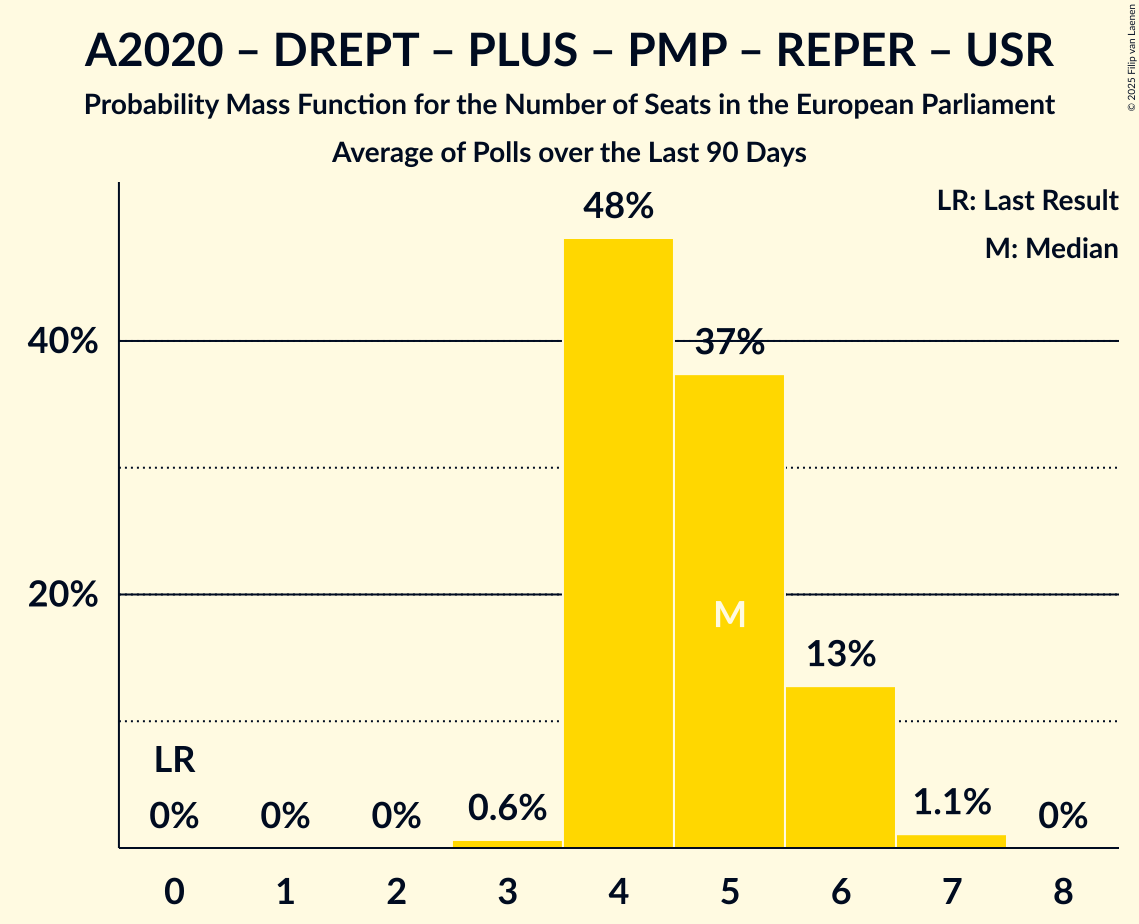 A2020 – DREPT – PLUS – PMP – REPER – USR
Probability Mass Function for the Number of Seats in the European Parliament
Average of Polls over the Last 90 Days
© 2025 Filip van Laenen
LR: Last Result
M: Median
48%
40%
37%
20%
M
13%
LR
0%
0%
0%
0.6%
1.1%
0%
0 1 2 3 4 5 6 7 8